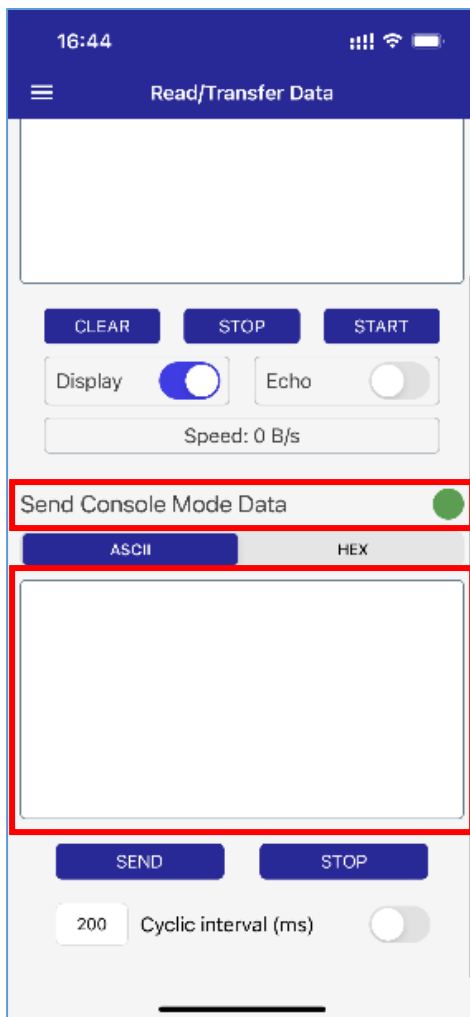 16:44
Read/Transfer Data
CLEAR STOP START
Display Echo
Speed: 0 B/s
Send Console Mode Data
ASCII HEX
SEND STOP
200 Cyclic interval (ms)